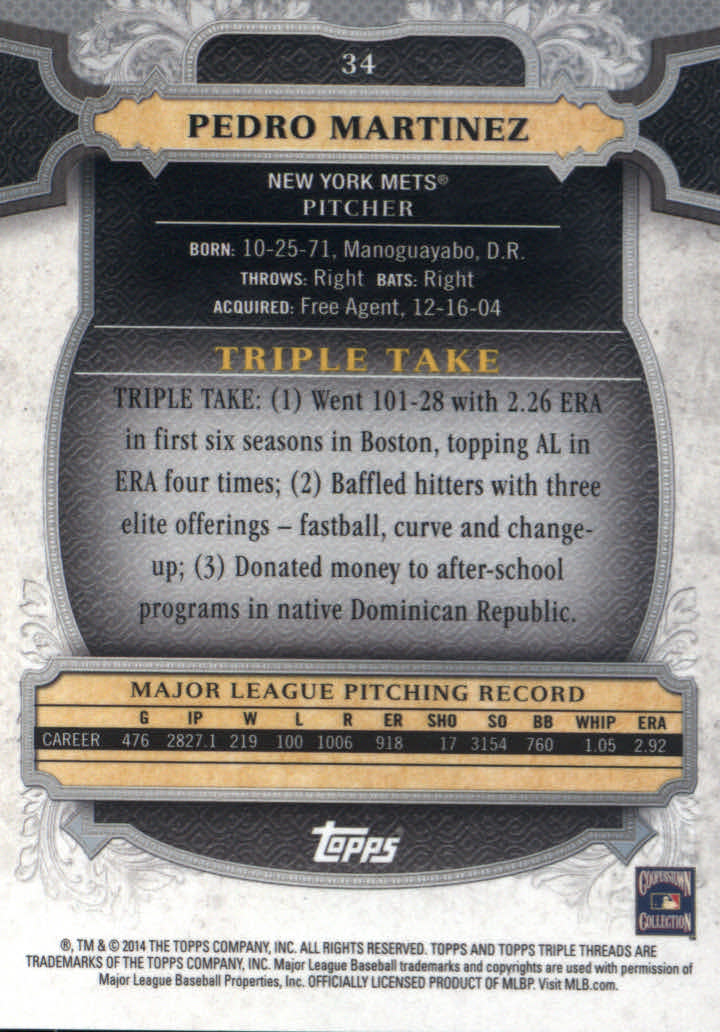 34
PEDRO MARTINEZ
NEW YORK METS®
PITCHER
BORN: 10-25-71, Manoguayabo, D.R.
THROWS: Right BATS: Right
ACQUIRED: Free Agent, 12-16-04
TRIPLE TAKE
TRIPLE TAKE: (1) Went 101-28 with 2.26 ERA
in first six seasons in Boston, topping AL in
ERA four times; (2) Baffled hitters with three
elite offerings – fastball, curve and change-
up; (3) Donated money to after-school
programs in native Dominican Republic.
MAJOR LEAGUE PITCHING RECORD
G IP W L R ER SHO SO BB WHIP ERA
CAREER 476 2827.1 219 100 1006 918 17 3154 760 1.05 2.92
topps
COOPERSTOWN
COLLECTION
®, TM & © 2014 THE TOPPS COMPANY, INC. ALL RIGHTS RESERVED. TOPPS AND TOPPS TRIPLE THREADS ARE
TRADEMARKS OF THE TOPPS COMPANY, INC. Major League Baseball trademarks and copyrights are used with permission of
Major League Baseball Properties, Inc. OFFICIALLY LICENSED PRODUCT OF MLBP. Visit MLB.com.